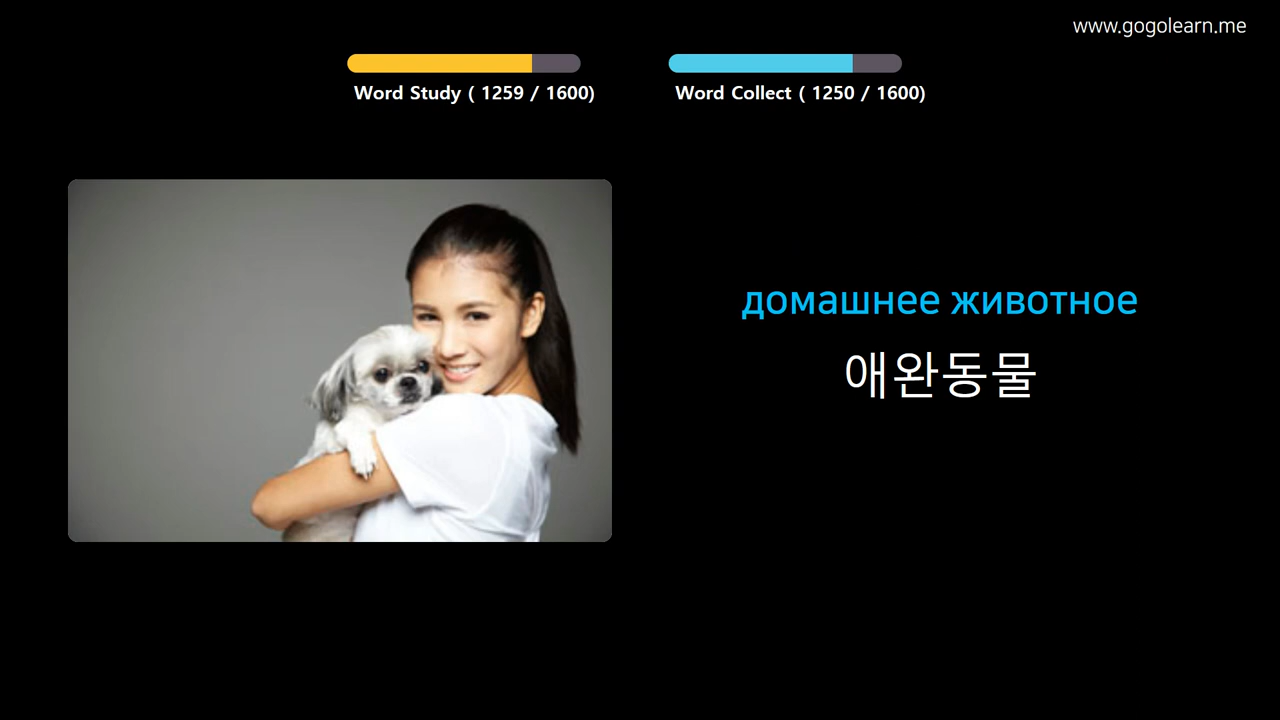 www.gogolearn.me
Word Study ( 1259 / 1600)
Word Collect ( 1250 / 1600)
домашнее животное
애완동물